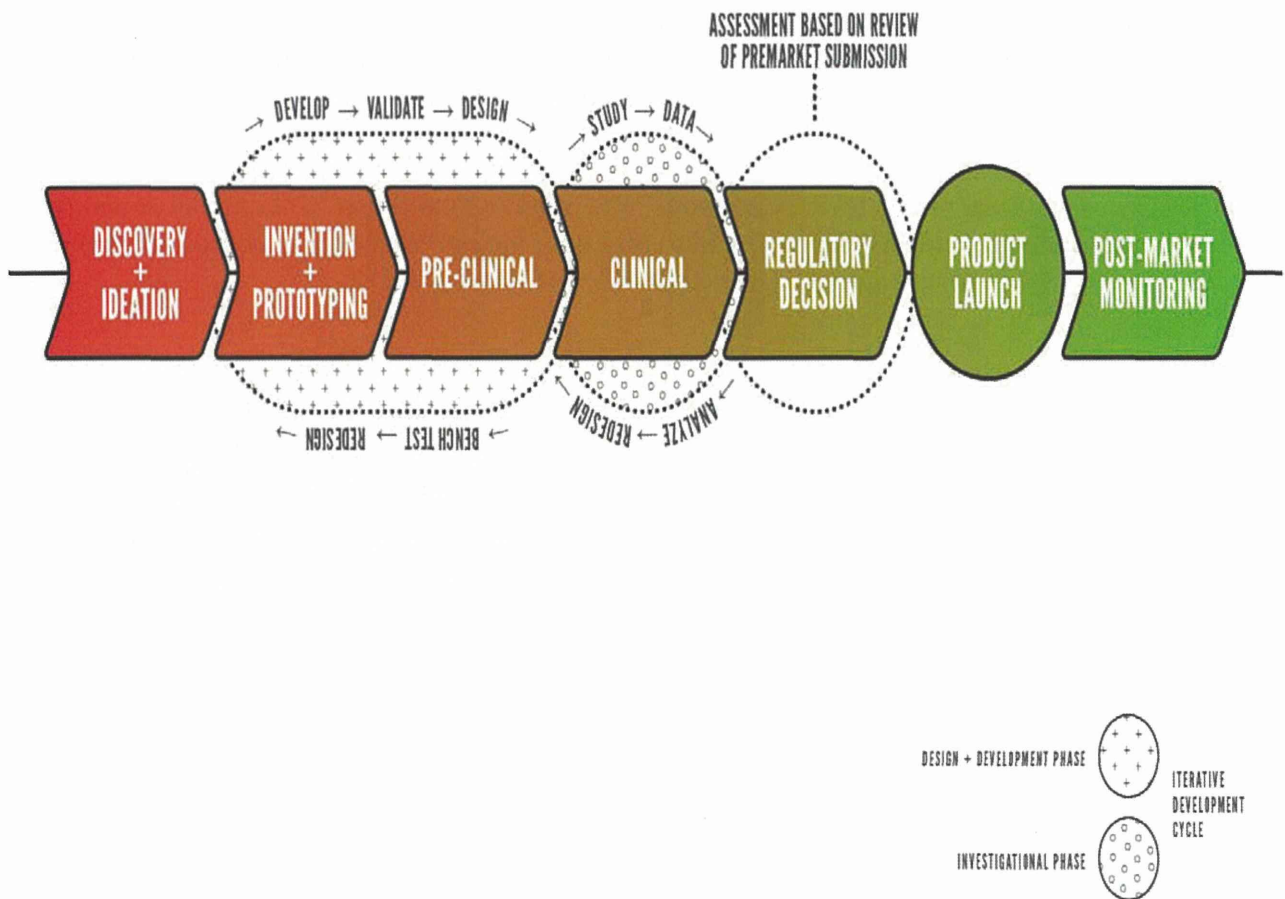 ASSESSMENT BASED ON REVIEW
OF PREMARKET SUBMISSION
→ DEVELOP → VALIDATE → DESIGN →
→ STUDY → DATA →
DISCOVERY
+
IDEATION
INVENTION
+
PROTOTYPING
PRE-CLINICAL
CLINICAL
REGULATORY
DECISION
PRODUCT
LAUNCH
POST-MARKET
MONITORING
→ BENCH TEST → REDESIGN →
→ ANALYZE → REDESIGN →
DESIGN + DEVELOPMENT PHASE
ITERATIVE
DEVELOPMENT
CYCLE
INVESTIGATIONAL PHASE